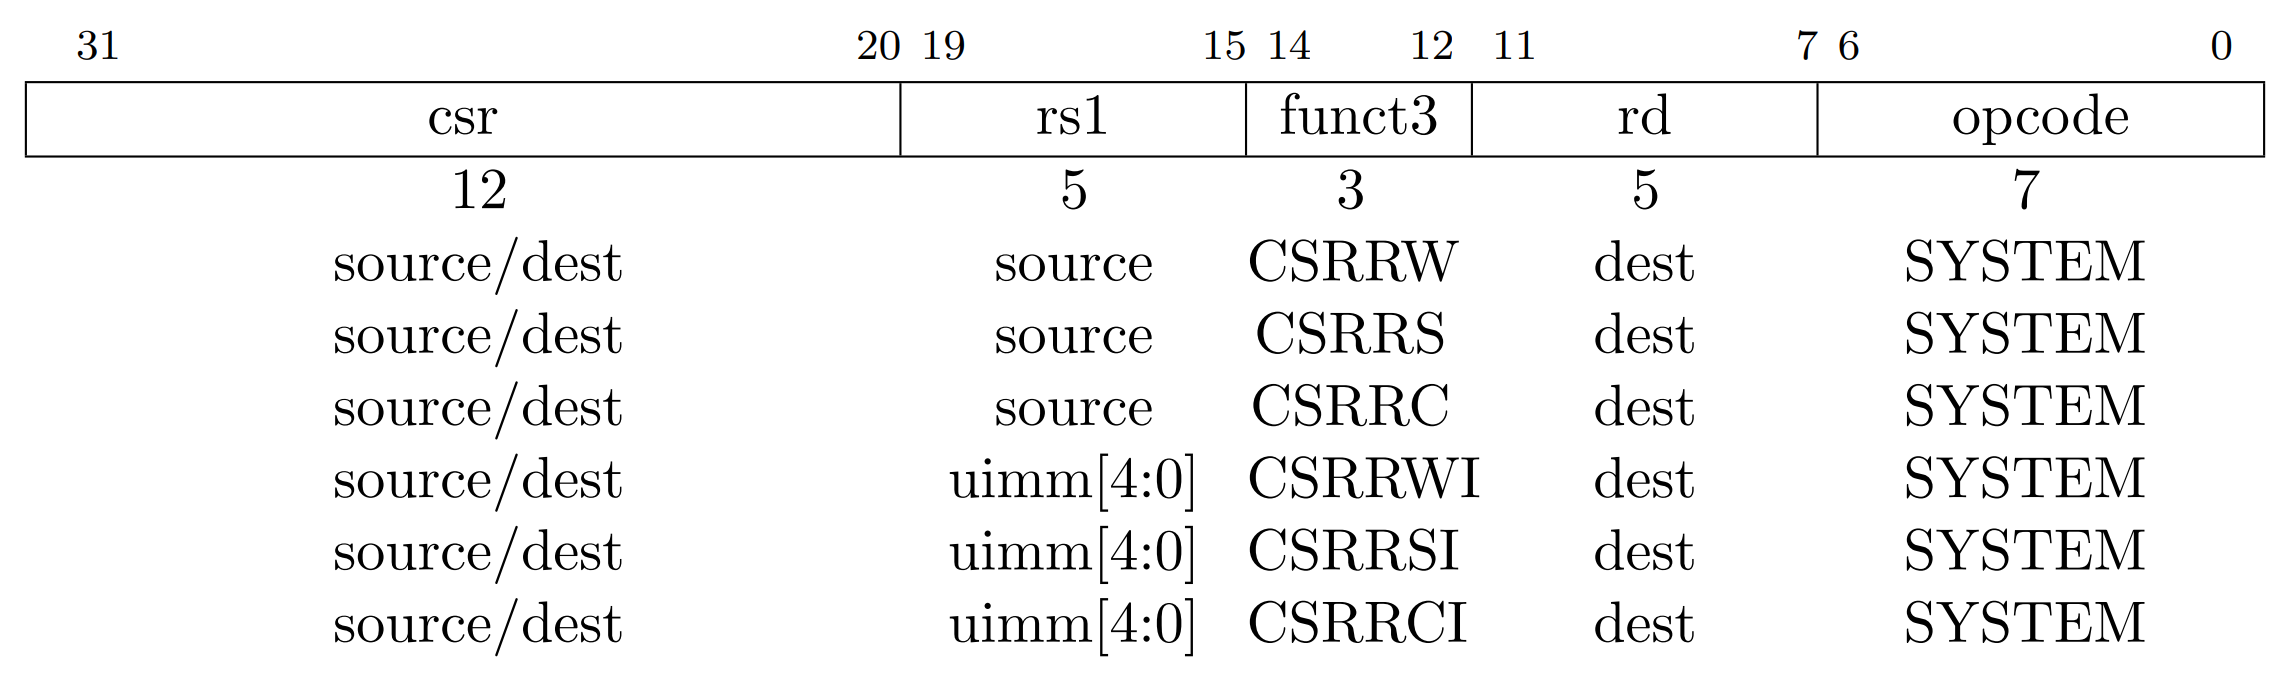 31 20 19 15 14 12 11 7 6 0
csr rs1 funct3 rd opcode
12 5 3 5 7
source/dest source CSRRW dest SYSTEM
source/dest source CSRRS dest SYSTEM
source/dest source CSRRC dest SYSTEM
source/dest uimm[4:0] CSRRWI dest SYSTEM
source/dest uimm[4:0] CSRRSI dest SYSTEM
source/dest uimm[4:0] CSRRCI dest SYSTEM